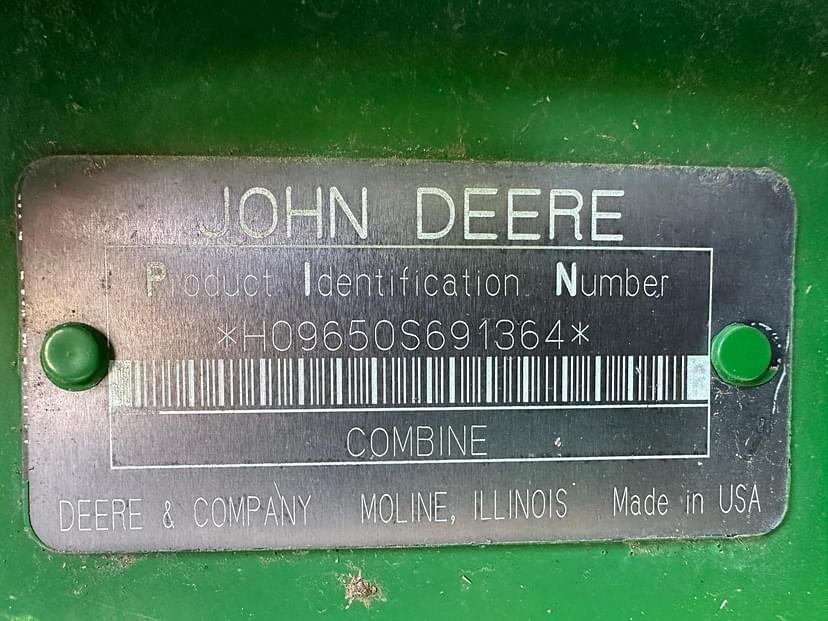 JOHN DEERE
Product Identification Number
*H09650S691364*
COMBINE
DEERE & COMPANY MOLINE, ILLINOIS Made in USA